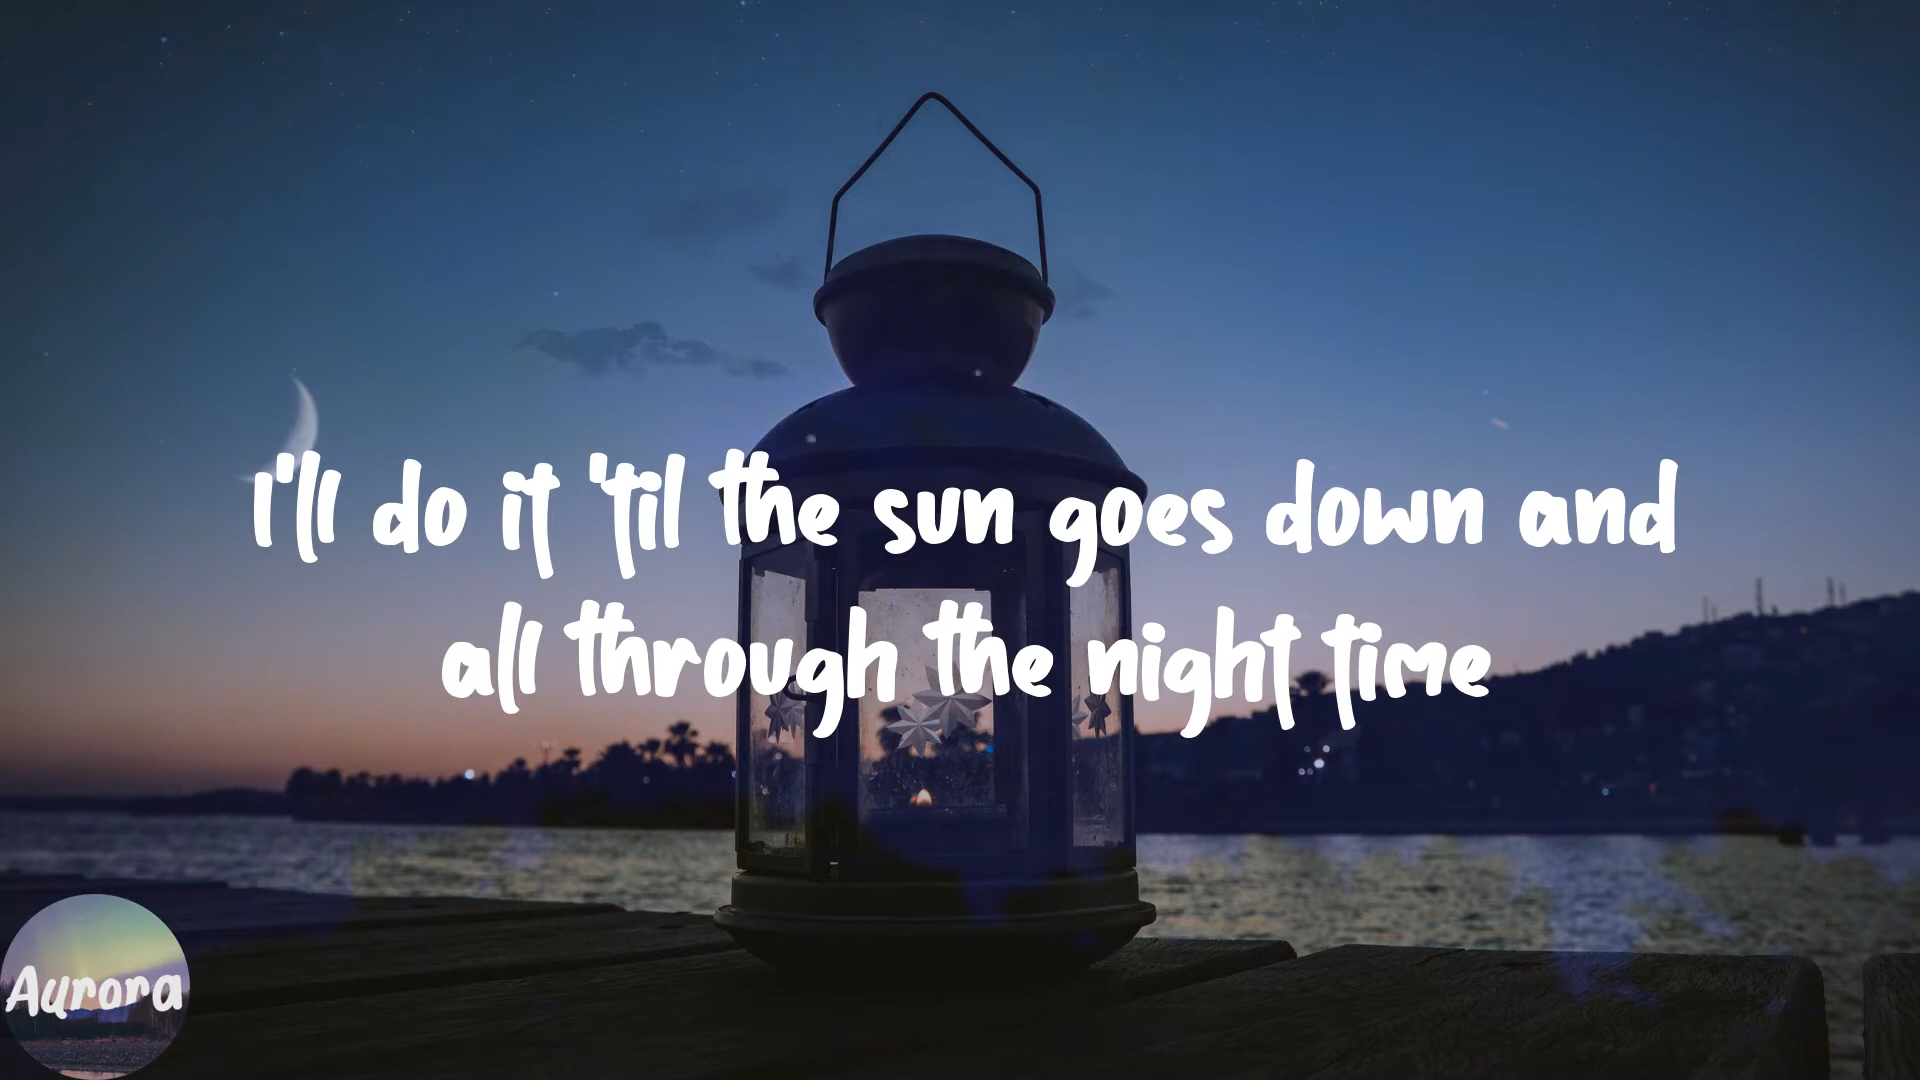 I'll do it 'til the sun goes down and
all through the night time
Aurora